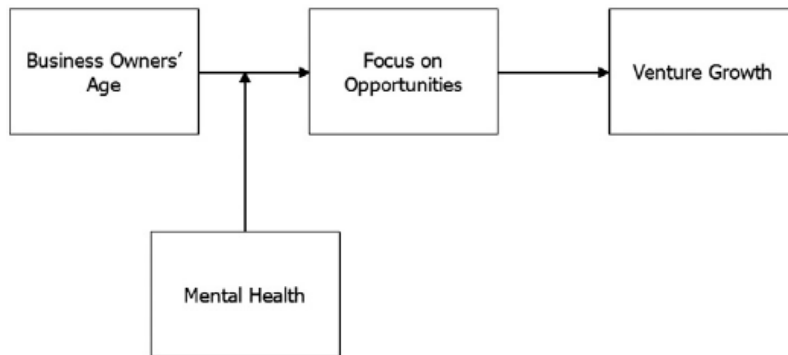 Business Owners’
Age
Focus on
Opportunities
Venture Growth
Mental Health